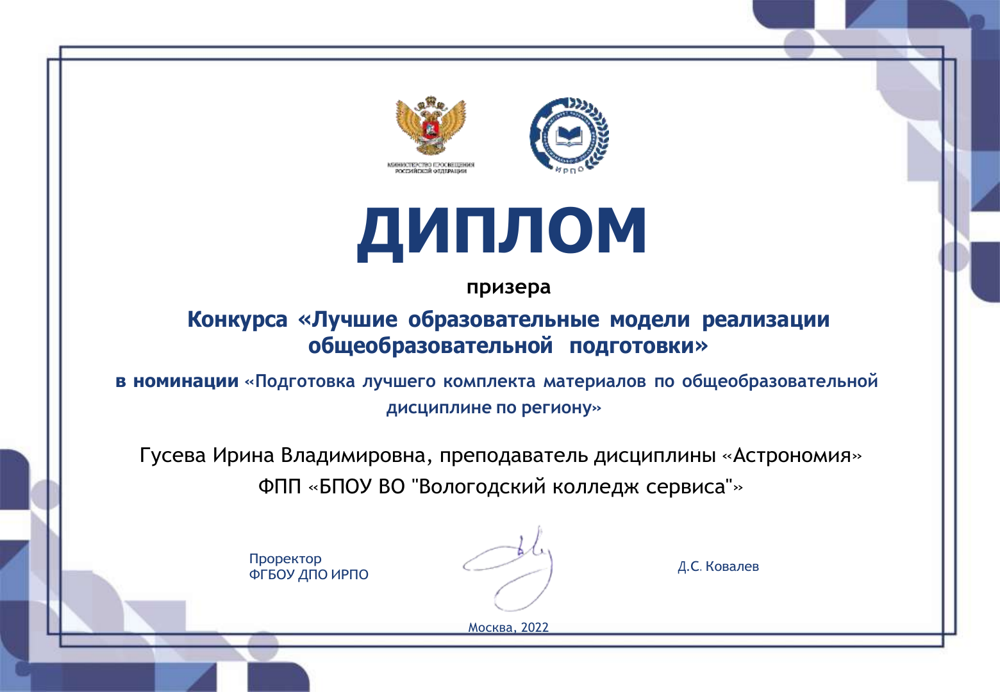 МИНИСТЕРСТВО ПРОСВЕЩЕНИЯ
РОССИЙСКОЙ ФЕДЕРАЦИИ
ИРПО
ДИПЛОМ
призера
Конкурса «Лучшие образовательные модели реализации
общеобразовательной подготовки»
в номинации «Подготовка лучшего комплекта материалов по общеобразовательной
дисциплине по региону»
Гусева Ирина Владимировна, преподаватель дисциплины «Астрономия»
ФПП «БПОУ ВО "Вологодский колледж сервиса"»
Проректор
ФГБОУ ДПО ИРПО
Д.С. Ковалев
Москва, 2022